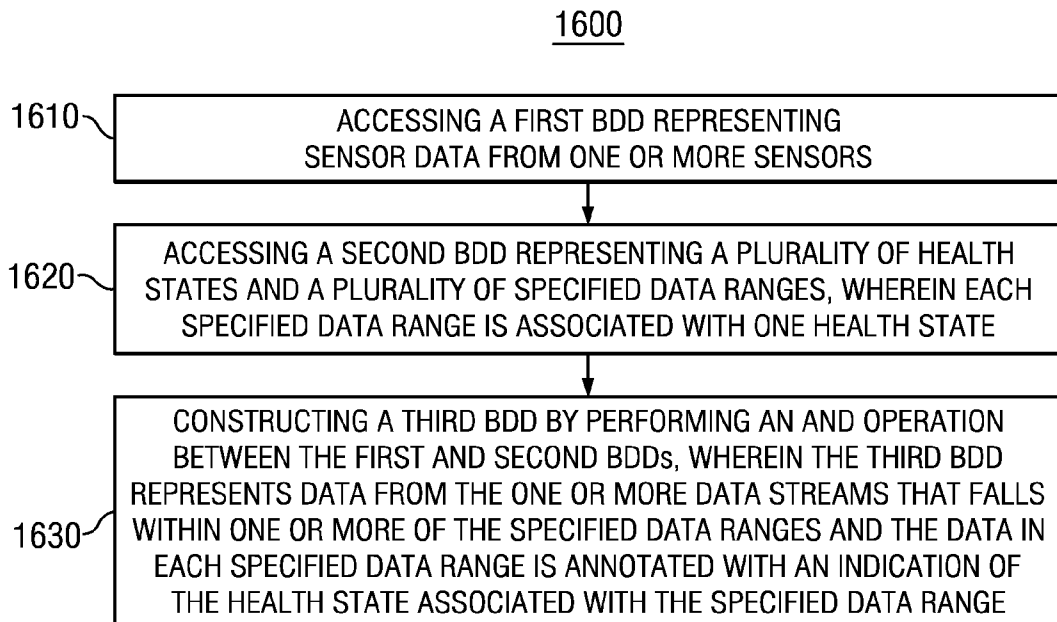 1600
1610
ACCESSING A FIRST BDD REPRESENTING
SENSOR DATA FROM ONE OR MORE SENSORS
1620
ACCESSING A SECOND BDD REPRESENTING A PLURALITY OF HEALTH
STATES AND A PLURALITY OF SPECIFIED DATA RANGES, WHEREIN EACH
SPECIFIED DATA RANGE IS ASSOCIATED WITH ONE HEALTH STATE
1630
CONSTRUCTING A THIRD BDD BY PERFORMING AN AND OPERATION
BETWEEN THE FIRST AND SECOND BDDs, WHEREIN THE THIRD BDD
REPRESENTS DATA FROM THE ONE OR MORE DATA STREAMS THAT FALLS
WITHIN ONE OR MORE OF THE SPECIFIED DATA RANGES AND THE DATA IN
EACH SPECIFIED DATA RANGE IS ANNOTATED WITH AN INDICATION OF
THE HEALTH STATE ASSOCIATED WITH THE SPECIFIED DATA RANGE